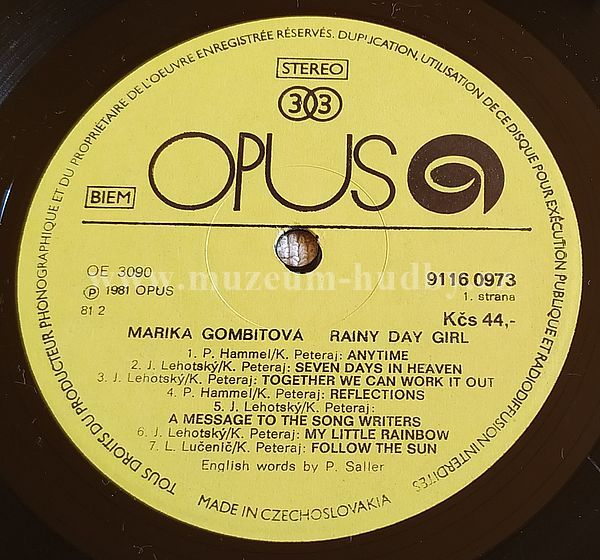 TOUS DROITS DU PRODUCTEUR PHONOGRAPHIQUE ET DU PROPRIÉTAIRE DE L'OEUVRE ENREGISTRÉE RÉSERVÉS. DUPLICATION, UTILISATION DE CE DISQUE POUR EXÉCUTION PUBLIQUE ET RADIODIFFUSION INTERDITES
STEREO
33
OPUS
BIEM
OE 3090
℗ 1981 OPUS
81 2
9116 0973
1. strana
Kčs 44,-
www.muzeum-hudby
MARIKA GOMBITOVÁ RAINY DAY GIRL
1. P. Hammel/K. Peteraj: ANYTIME
2. J. Lehotský/K. Peteraj: SEVEN DAYS IN HEAVEN
3. J. Lehotský/K. Peteraj: TOGETHER WE CAN WORK IT OUT
4. P. Hammel/K. Peteraj: REFLECTIONS
5. J. Lehotský/K. Peteraj:
A MESSAGE TO THE SONG WRITERS
6. J. Lehotský/K. Peteraj: MY LITTLE RAINBOW
7. L. Lučenič/K. Peteraj: FOLLOW THE SUN
English words by P. Saller
MADE IN CZECHOSLOVAKIA